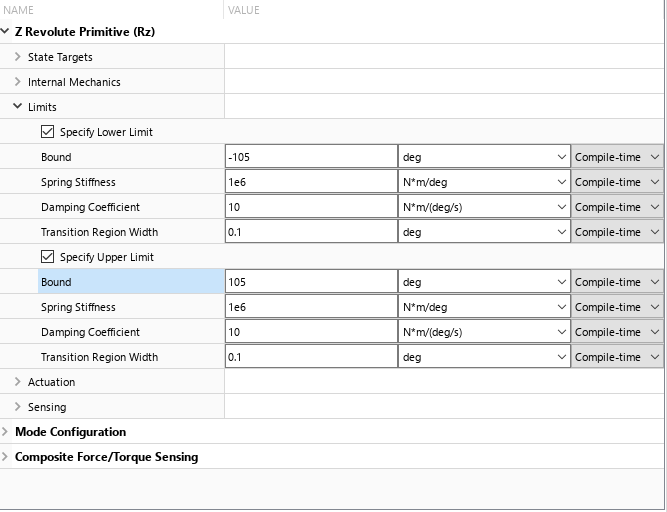 NAME VALUE
Z Revolute Primitive (Rz)
State Targets
Internal Mechanics
Limits
Specify Lower Limit
Bound -105 deg Compile-time
Spring Stiffness 1e6 N*m/deg Compile-time
Damping Coefficient 10 N*m/(deg/s) Compile-time
Transition Region Width 0.1 deg Compile-time
Specify Upper Limit
Bound 105 deg Compile-time
Spring Stiffness 1e6 N*m/deg Compile-time
Damping Coefficient 10 N*m/(deg/s) Compile-time
Transition Region Width 0.1 deg Compile-time
Actuation
Sensing
Mode Configuration
Composite Force/Torque Sensing